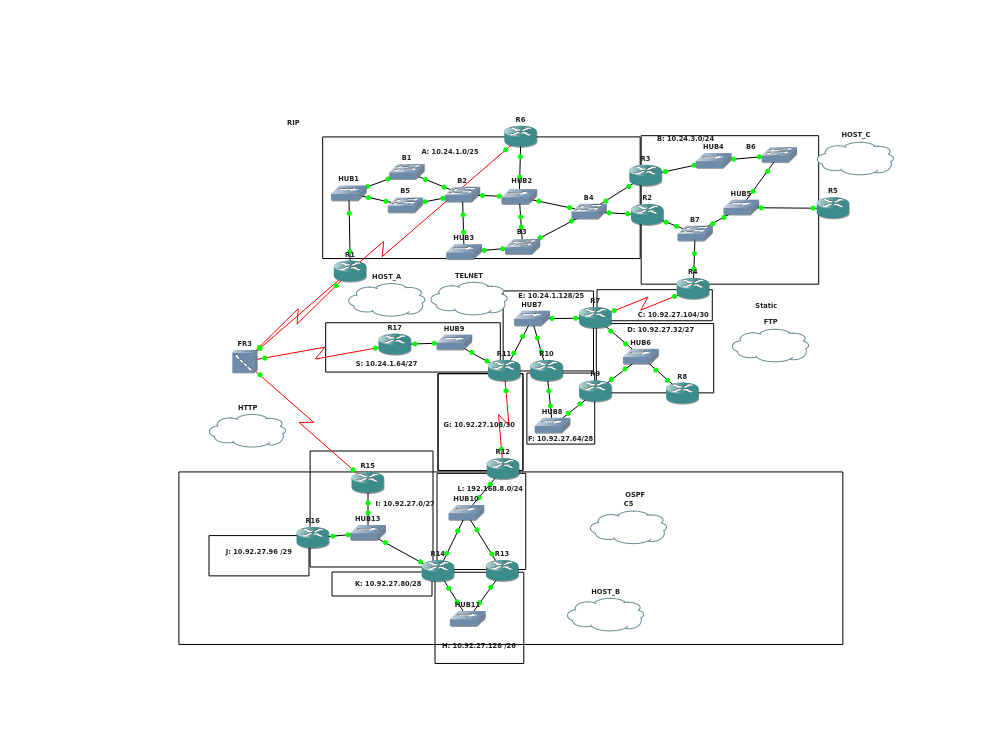 R6
RIP
HOST_C
B: 10.24.3.0/24
HUB4
B6
A: 10.24.1.0/25
B1
R3
HUB1
B5
B2
HUB2
R5
HUB5
B4
R2
B7
HUB3
B3
R1
R4
HOST_A
TELNET
E: 10.24.1.128/25
HUB7
R7
Static
C: 10.92.27.104/30
FTP
R17
HUB9
D: 10.92.27.32/27
FR3
HUB6
S: 10.24.1.64/27
R11
R10
R9
R8
HTTP
HUB8
G: 10.92.27.108/30
F: 10.92.27.64/28
R12
R15
L: 192.168.8.0/24
OSPF
HUB10
I: 10.92.27.0/27
C5
R16
HUB13
J: 10.92.27.96 /29
R14
R13
K: 10.92.27.80/28
HOST_B
HUB11
H: 10.92.27.128 /26